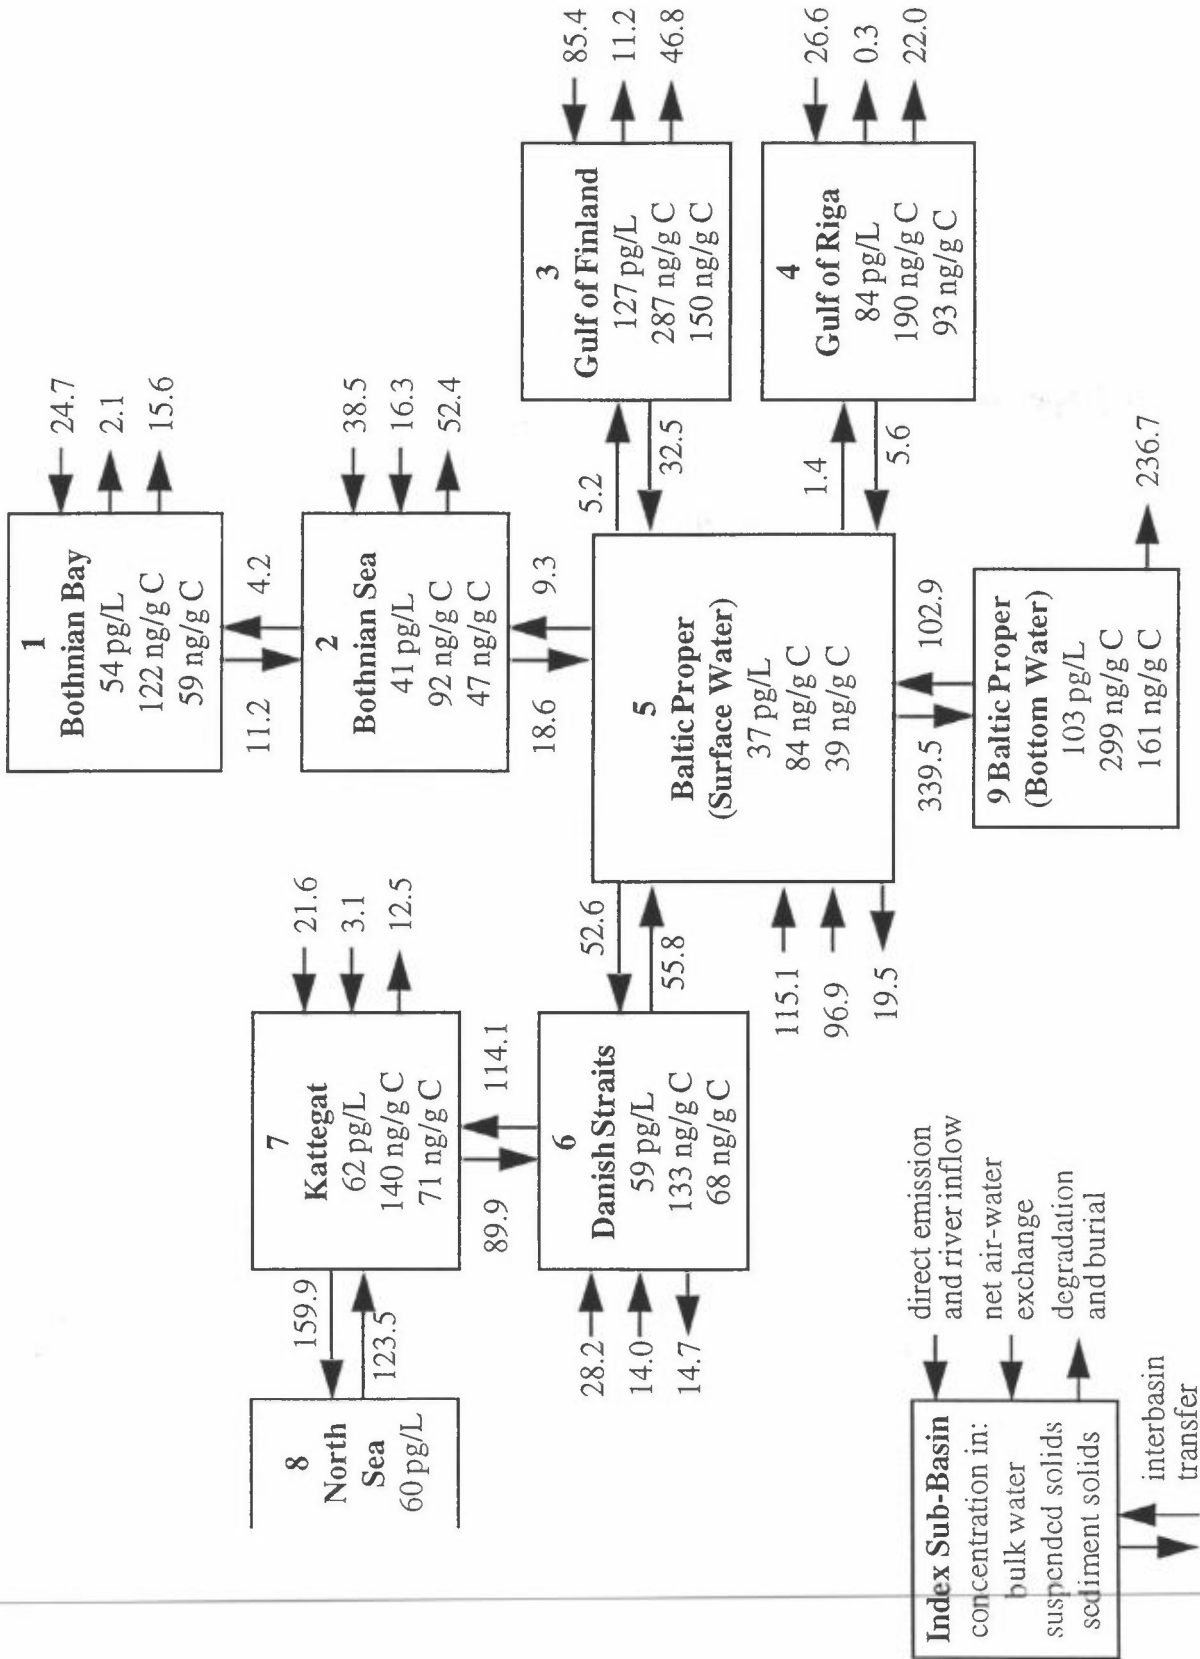 8
North
Sea
60 pg/L
159.9
123.5
7
Kattegat
62 pg/L
140 ng/g C
71 ng/g C
21.6
3.1
12.5
89.9
114.1
6
Danish Straits
59 pg/L
133 ng/g C
68 ng/g C
28.2
14.0
14.7
52.6
55.8
1
Bothnian Bay
54 pg/L
122 ng/g C
59 ng/g C
24.7
2.1
15.6
11.2
4.2
2
Bothnian Sea
41 pg/L
92 ng/g C
47 ng/g C
38.5
16.3
52.4
18.6
9.3
5
Baltic Proper
(Surface Water)
37 pg/L
84 ng/g C
39 ng/g C
115.1
96.9
19.5
5.2
32.5
3
Gulf of Finland
127 pg/L
287 ng/g C
150 ng/g C
85.4
11.2
46.8
1.4
5.6
4
Gulf of Riga
84 pg/L
190 ng/g C
93 ng/g C
26.6
0.3
22.0
339.5
102.9
9 Baltic Proper
(Bottom Water)
103 pg/L
299 ng/g C
161 ng/g C
236.7
Index Sub-Basin
concentration in:
bulk water
suspended solids
sediment solids
direct emission
and river inflow
net air-water
exchange
degradation
and burial
interbasin
transfer